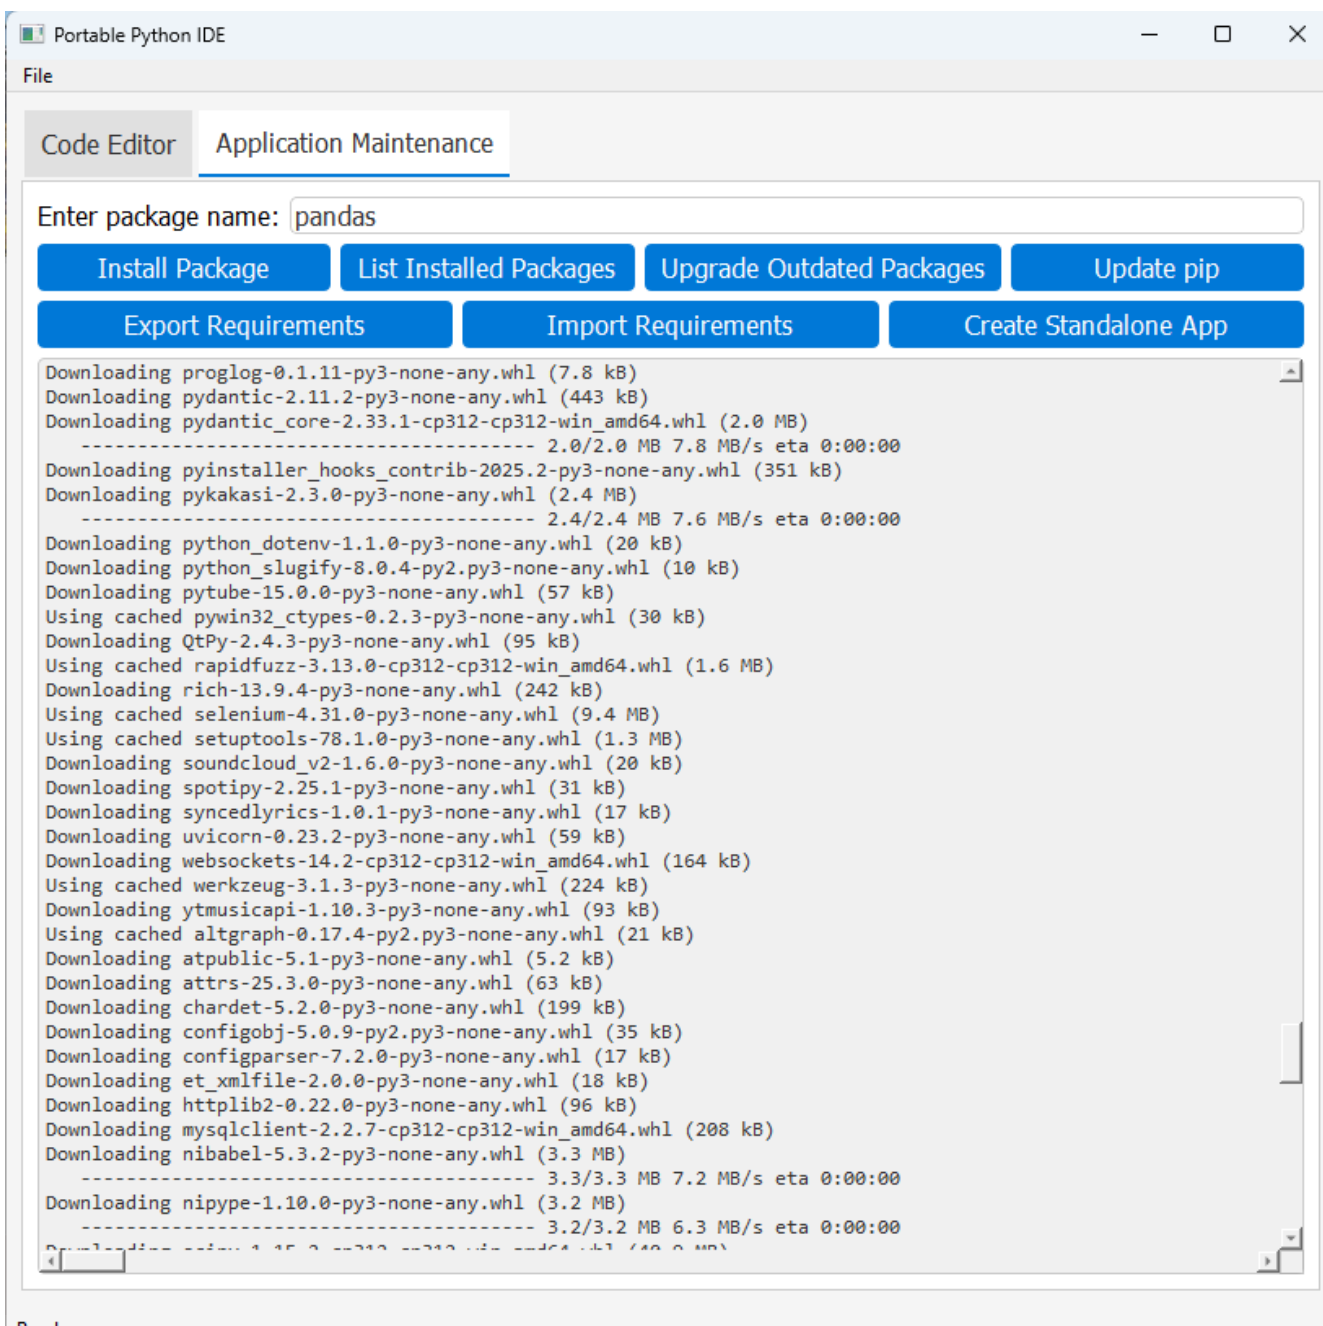 Portable Python IDE
File
Code Editor Application Maintenance
Enter package name: pandas
Install Package List Installed Packages Upgrade Outdated Packages Update pip
Export Requirements Import Requirements Create Standalone App
Downloading proglog-0.1.11-py3-none-any.whl (7.8 kB)
Downloading pydantic-2.11.2-py3-none-any.whl (443 kB)
Downloading pydantic_core-2.33.1-cp312-cp312-win_amd64.whl (2.0 MB)
---------------------------------------- 2.0/2.0 MB 7.8 MB/s eta 0:00:00
Downloading pyinstaller_hooks_contrib-2025.2-py3-none-any.whl (351 kB)
Downloading pykakasi-2.3.0-py3-none-any.whl (2.4 MB)
---------------------------------------- 2.4/2.4 MB 7.6 MB/s eta 0:00:00
Downloading python_dotenv-1.1.0-py3-none-any.whl (20 kB)
Downloading python_slugify-8.0.4-py2.py3-none-any.whl (10 kB)
Downloading pytube-15.0.0-py3-none-any.whl (57 kB)
Using cached pywin32_ctypes-0.2.3-py3-none-any.whl (30 kB)
Downloading QtPy-2.4.3-py3-none-any.whl (95 kB)
Using cached rapidfuzz-3.13.0-cp312-cp312-win_amd64.whl (1.6 MB)
Downloading rich-13.9.4-py3-none-any.whl (242 kB)
Using cached selenium-4.31.0-py3-none-any.whl (9.4 MB)
Using cached setuptools-78.1.0-py3-none-any.whl (1.3 MB)
Downloading soundcloud_v2-1.6.0-py3-none-any.whl (20 kB)
Downloading spotipy-2.25.1-py3-none-any.whl (31 kB)
Downloading syncedlyrics-1.0.1-py3-none-any.whl (17 kB)
Downloading uvicorn-0.23.2-py3-none-any.whl (59 kB)
Downloading websockets-14.2-cp312-cp312-win_amd64.whl (164 kB)
Using cached werkzeug-3.1.3-py3-none-any.whl (224 kB)
Downloading ytmusicapi-1.10.3-py3-none-any.whl (93 kB)
Using cached altgraph-0.17.4-py2.py3-none-any.whl (21 kB)
Downloading atpublic-5.1-py3-none-any.whl (5.2 kB)
Downloading attrs-25.3.0-py3-none-any.whl (63 kB)
Downloading chardet-5.2.0-py3-none-any.whl (199 kB)
Downloading configobj-5.0.9-py2.py3-none-any.whl (35 kB)
Downloading configparser-7.2.0-py3-none-any.whl (17 kB)
Downloading et_xmlfile-2.0.0-py3-none-any.whl (18 kB)
Downloading httplib2-0.22.0-py3-none-any.whl (96 kB)
Downloading mysqlclient-2.2.7-cp312-cp312-win_amd64.whl (208 kB)
Downloading nibabel-5.3.2-py3-none-any.whl (3.3 MB)
---------------------------------------- 3.3/3.3 MB 7.2 MB/s eta 0:00:00
Downloading nipype-1.10.0-py3-none-any.whl (3.2 MB)
---------------------------------------- 3.2/3.2 MB 6.3 MB/s eta 0:00:00